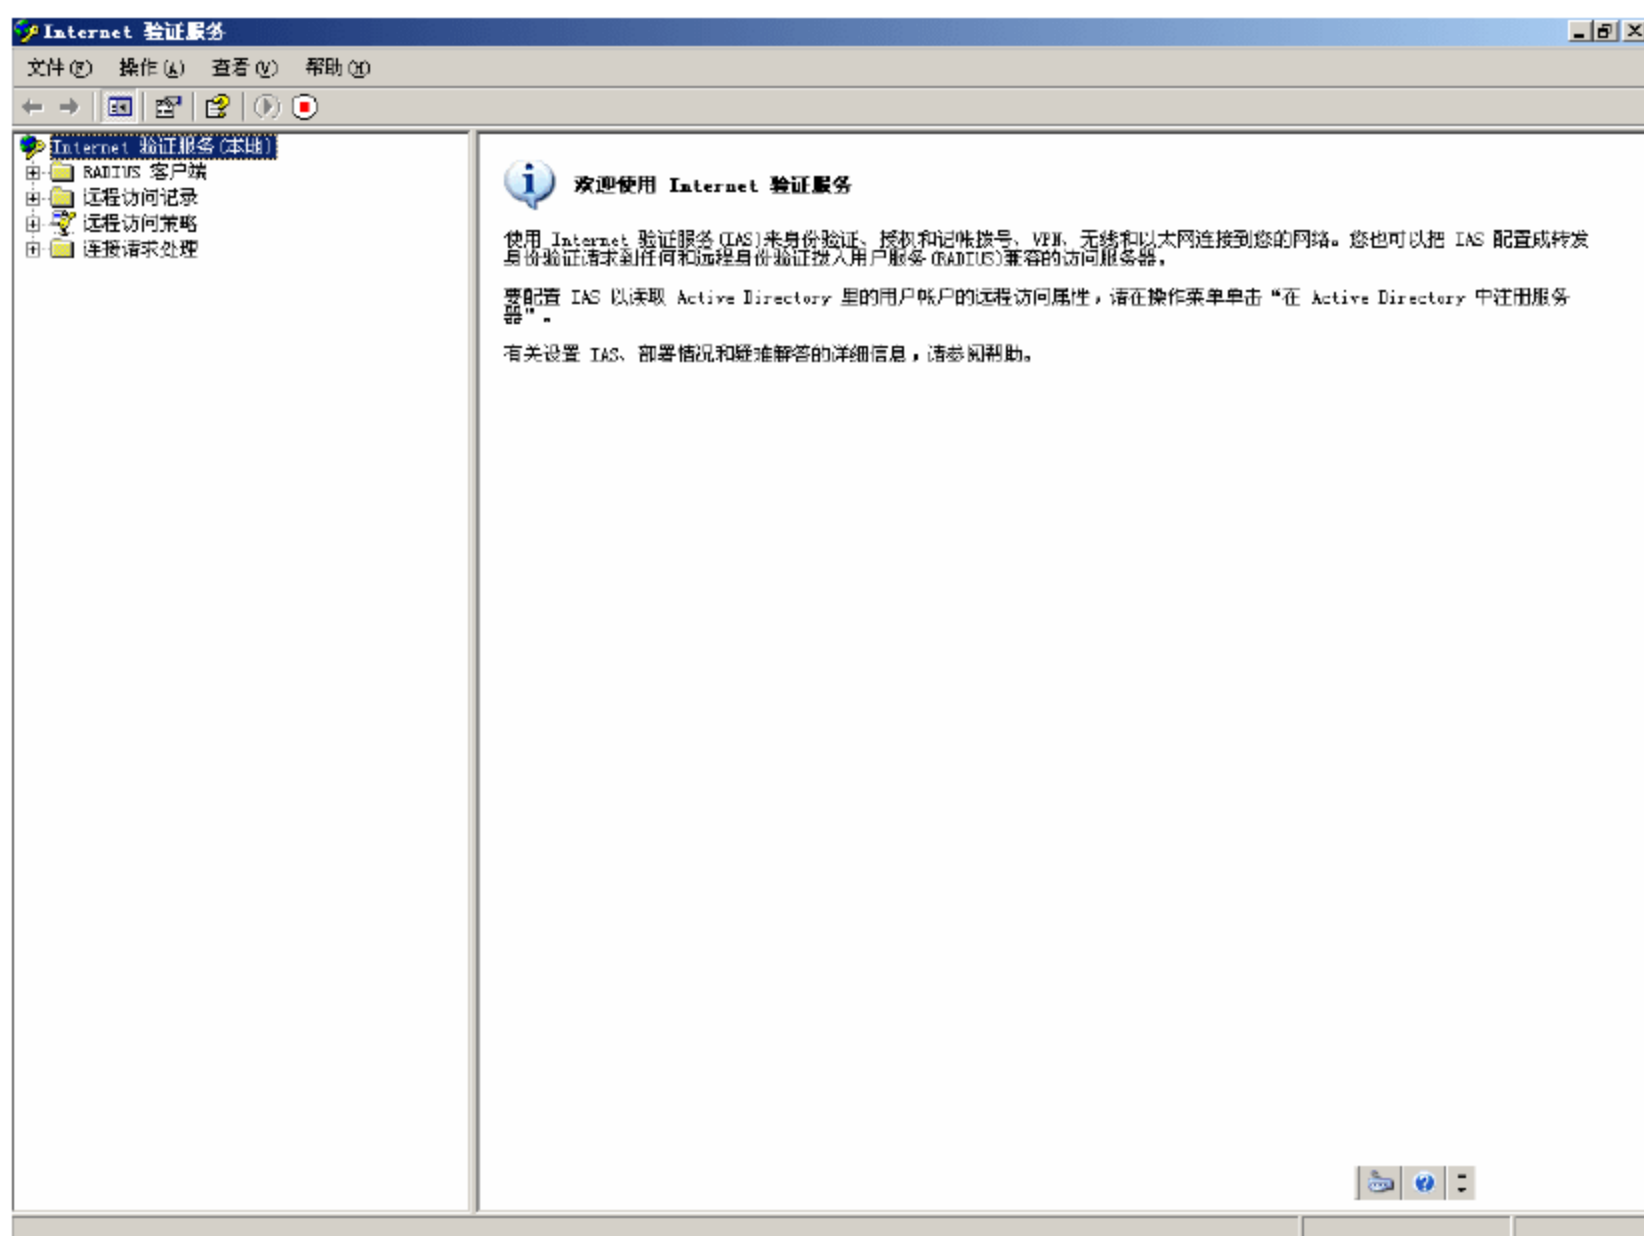 Internet 验证服务
文件(F) 操作(A) 查看(V) 帮助(H)
Internet 验证服务(本地)
RADIUS 客户端
远程访问记录
远程访问策略
连接请求处理
欢迎使用 Internet 验证服务
使用 Internet 验证服务(IAS)来身份验证、授权和记帐拨号、VPN、无线和以太网连接到您的网络。您也可以把 IAS 配置成转发
身份验证请求到任何和远程身份验证拨入用户服务(RADIUS)兼容的访问服务器。
要配置 IAS 以读取 Active Directory 里的用户帐户的远程访问属性，请在操作菜单单击“在 Active Directory 中注册服务
器”。
有关设置 IAS、部署情况和疑难解答的详细信息，请参阅帮助。